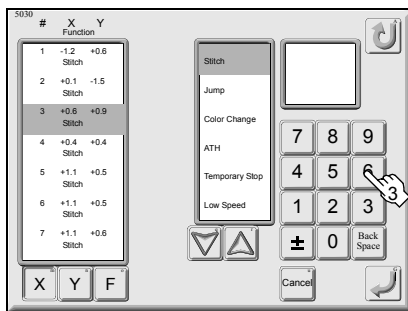 5030
# X Y
Function
1 -1.2 +0.6
Stitch
2 +0.1 -1.5
Stitch
3 +0.6 +0.9
Stitch
4 +0.4 +0.4
Stitch
5 +1.1 +0.5
Stitch
6 +1.1 +0.5
Stitch
7 +1.1 +0.6
Stitch
X Y F
Stitch
Jump
Color Change
ATH
Temporary Stop
Low Speed
7 8 9
4 5 6
3
1 2 3
± 0 Back
Space
Cancel